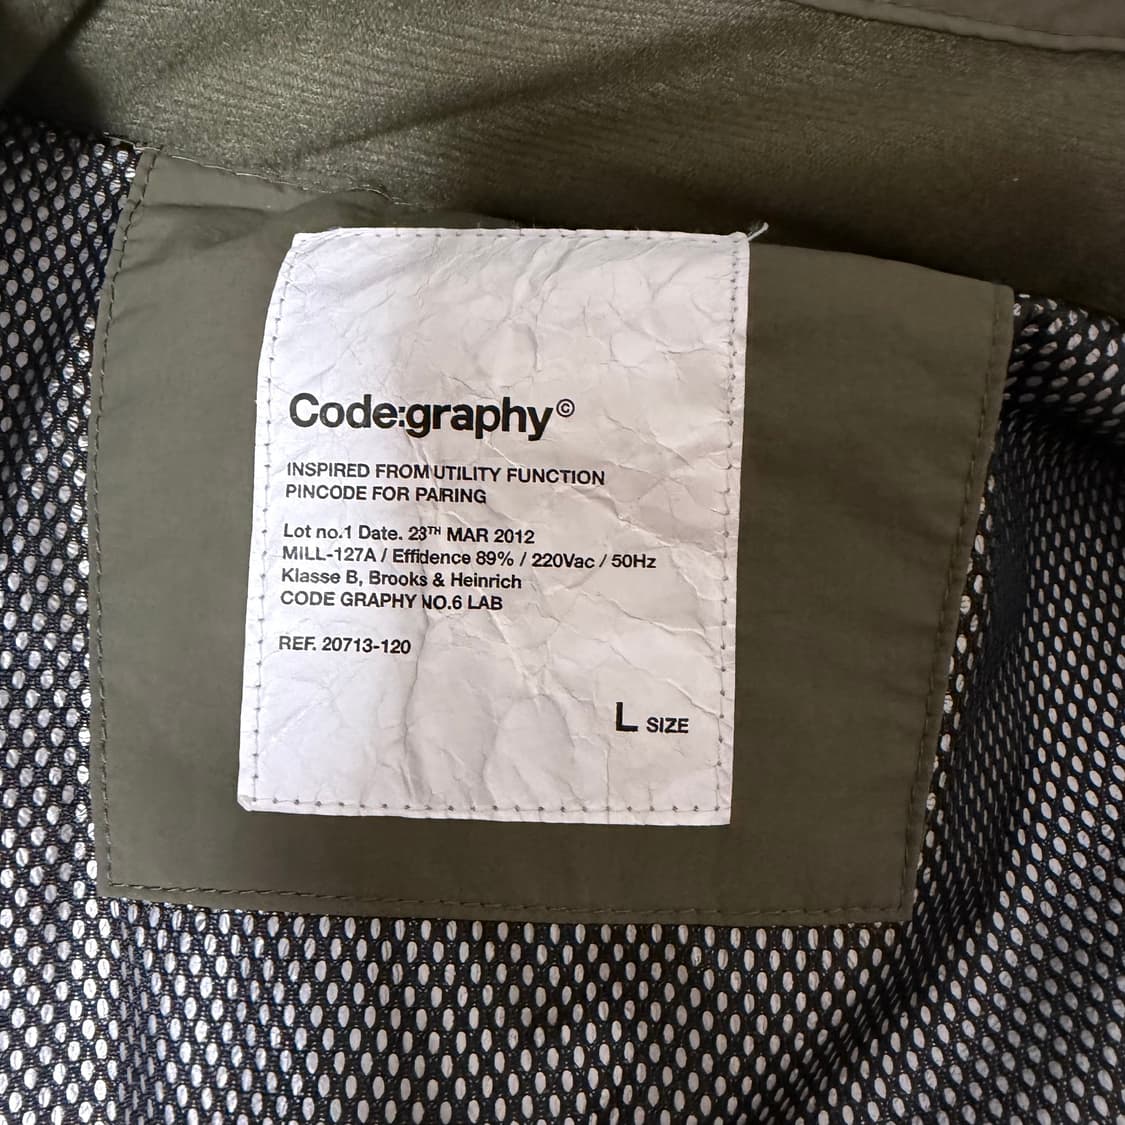 Code:graphy©
INSPIRED FROM UTILITY FUNCTION
PINCODE FOR PAIRING
Lot no.1 Date. 23TH MAR 2012
MILL-127A / Effidence 89% / 220Vac / 50Hz
Klasse B, Brooks & Heinrich
CODE GRAPHY NO.6 LAB
REF. 20713-120
L SIZE